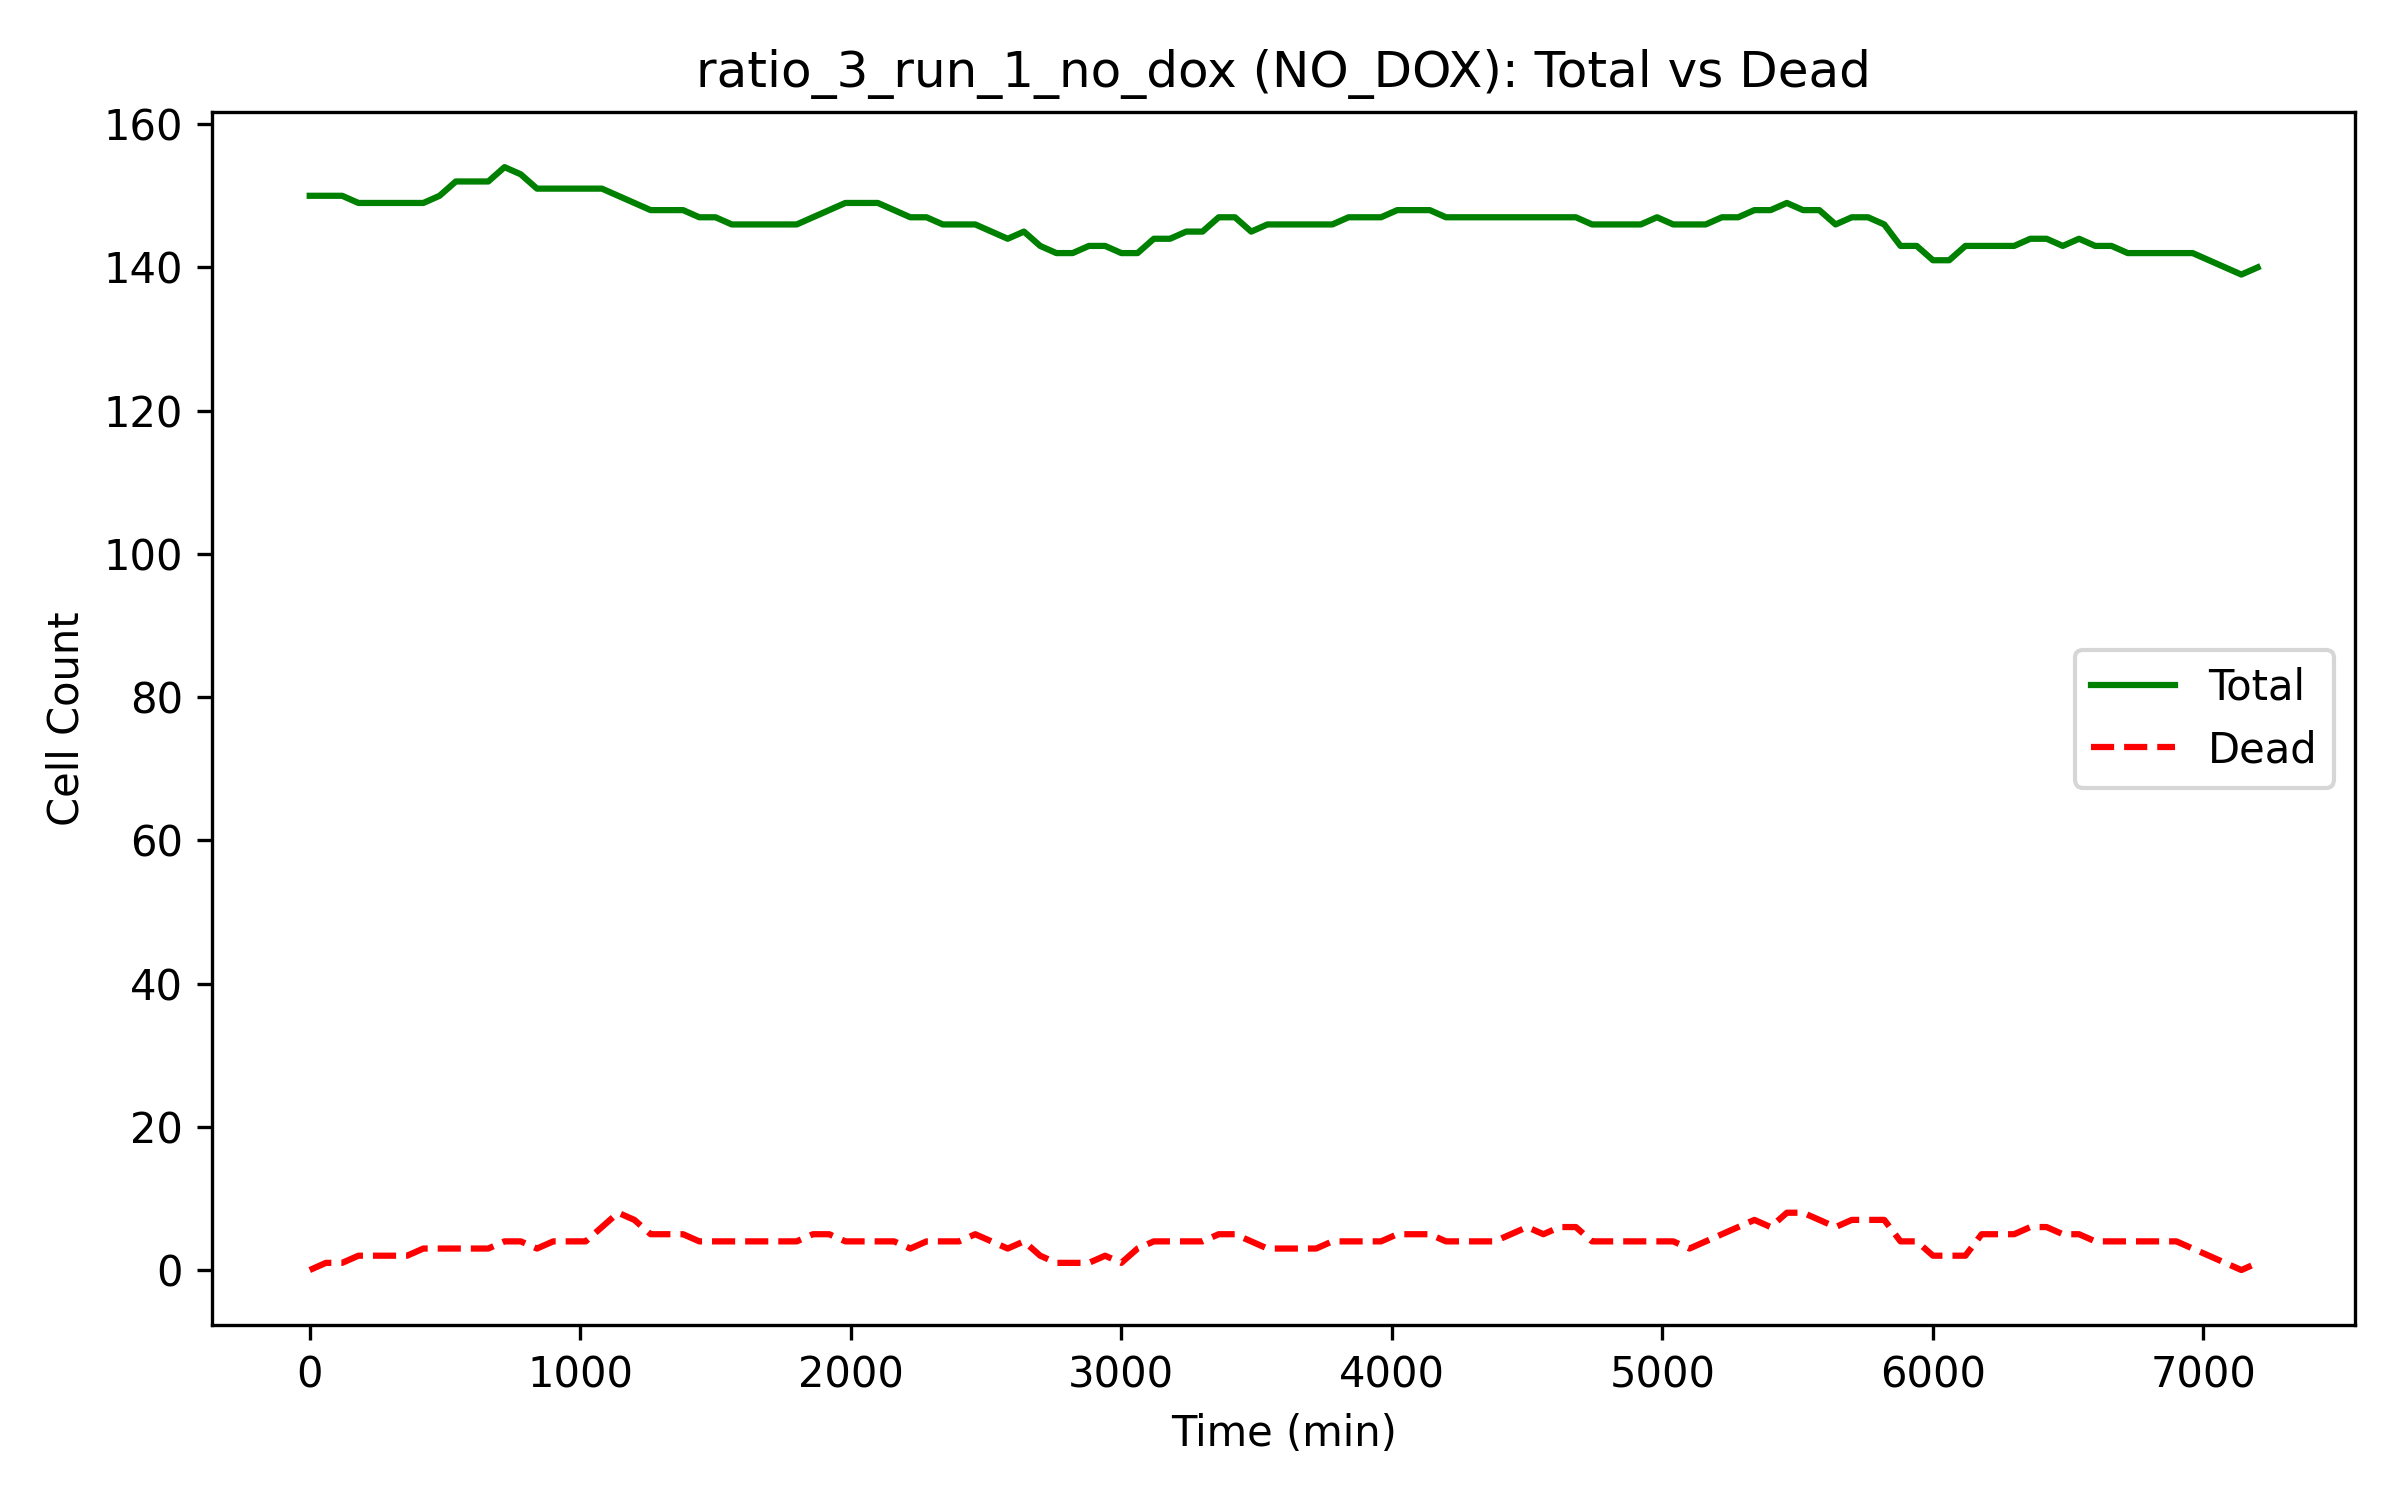 ratio_3_run_1_no_dox (NO_DOX): Total vs Dead
160
140
120
100
80
60
40
20
0
Cell Count
Total
Dead
0 1000 2000 3000 4000 5000 6000 7000
Time (min)